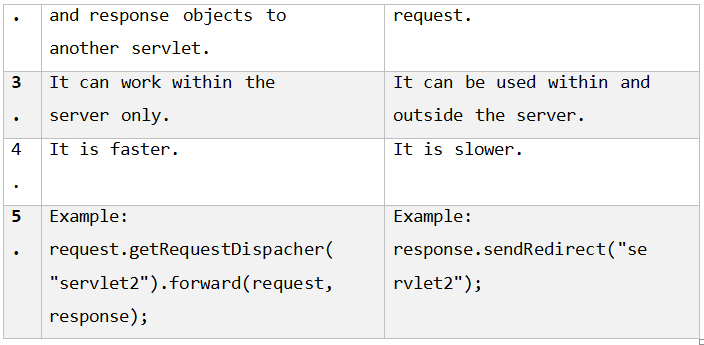 . and response objects to request.
another servlet.
3 It can work within the It can be used within and
. server only. outside the server.
4 It is faster. It is slower.
.
5 Example: Example:
. request.getRequestDispacher( response.sendRedirect("se
"servlet2").forward(request, rvlet2");
response);